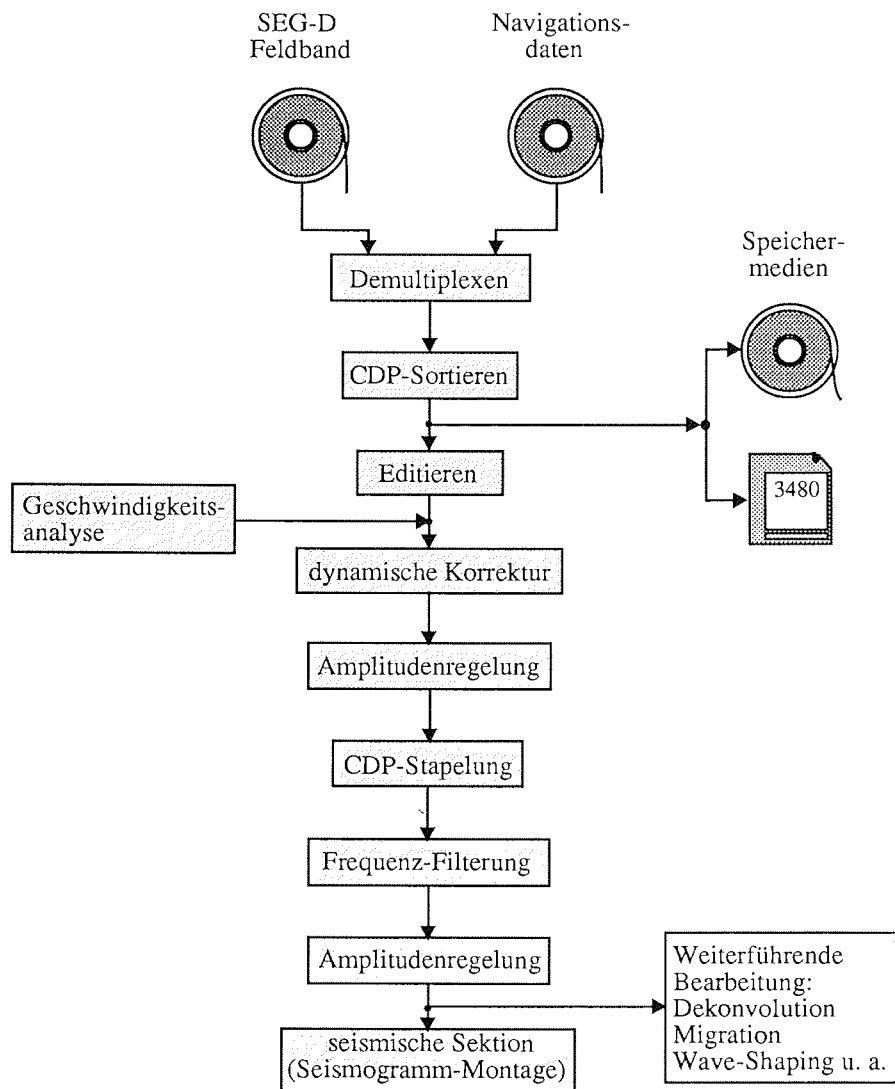 SEG-D
Feldband
Navigations-
daten
Demultiplexen
Speicher-
medien
CDP-Sortieren
Editieren
3480
Geschwindigkeits-
analyse
dynamische Korrektur
Amplitudenregelung
CDP-Stapelung
Frequenz-Filterung
Amplitudenregelung
Weiterführende
Bearbeitung:
Dekonvolution
Migration
Wave-Shaping u. a.
seismische Sektion
(Seismogramm-Montage)